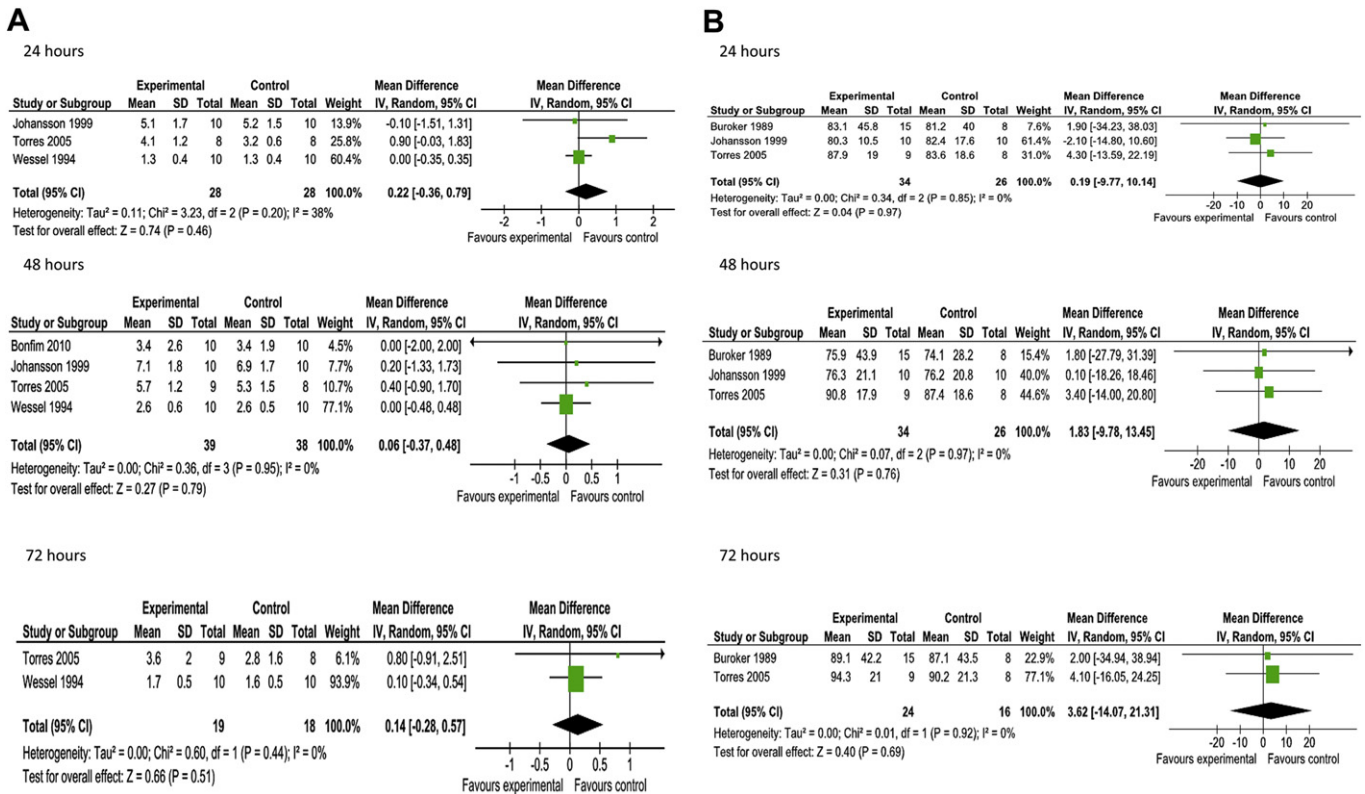 A
24 hours
Experimental Control Mean Difference Mean Difference
Study or Subgroup Mean SD Total Mean SD Total Weight IV, Random, 95% CI IV, Random, 95% CI
Johansson 1999 5.1 1.7 10 5.2 1.5 10 13.9% -0.10 [-1.51, 1.31]
Torres 2005 4.1 1.2 8 3.2 0.6 8 25.8% 0.90 [-0.03, 1.83]
Wessel 1994 1.3 0.4 10 1.3 0.4 10 60.4% 0.00 [-0.35, 0.35]
Total (95% CI) 28 28 100.0% 0.22 [-0.36, 0.79]
Heterogeneity: Tau² = 0.11; Chi² = 3.23, df = 2 (P = 0.20); I² = 38%
Test for overall effect: Z = 0.74 (P = 0.46)
-2 -1 0 1 2
Favours experimental Favours control
48 hours
Experimental Control Mean Difference Mean Difference
Study or Subgroup Mean SD Total Mean SD Total Weight IV, Random, 95% CI IV, Random, 95% CI
Bonfim 2010 3.4 2.6 10 3.4 1.9 10 4.5% 0.00 [-2.00, 2.00]
Johansson 1999 7.1 1.8 10 6.9 1.7 10 7.7% 0.20 [-1.33, 1.73]
Torres 2005 5.7 1.2 9 5.3 1.5 8 10.7% 0.40 [-0.90, 1.70]
Wessel 1994 2.6 0.6 10 2.6 0.5 10 77.1% 0.00 [-0.48, 0.48]
Total (95% CI) 39 38 100.0% 0.06 [-0.37, 0.48]
Heterogeneity: Tau² = 0.00; Chi² = 0.36, df = 3 (P = 0.95); I² = 0%
Test for overall effect: Z = 0.27 (P = 0.79)
-1 -0.5 0 0.5 1
Favours experimental Favours control
72 hours
Experimental Control Mean Difference Mean Difference
Study or Subgroup Mean SD Total Mean SD Total Weight IV, Random, 95% CI IV, Random, 95% CI
Torres 2005 3.6 2 9 2.8 1.6 8 6.1% 0.80 [-0.91, 2.51]
Wessel 1994 1.7 0.5 10 1.6 0.5 10 93.9% 0.10 [-0.34, 0.54]
Total (95% CI) 19 18 100.0% 0.14 [-0.28, 0.57]
Heterogeneity: Tau² = 0.00; Chi² = 0.60, df = 1 (P = 0.44); I² = 0%
Test for overall effect: Z = 0.66 (P = 0.51)
-1 -0.5 0 0.5 1
Favours experimental Favours control
B
24 hours
Experimental Control Mean Difference Mean Difference
Study or Subgroup Mean SD Total Mean SD Total Weight IV, Random, 95% CI IV, Random, 95% CI
Buroker 1989 83.1 45.8 15 81.2 40 8 7.6% 1.90 [-34.23, 38.03]
Johansson 1999 80.3 10.5 10 82.4 17.6 10 61.4% -2.10 [-14.80, 10.60]
Torres 2005 87.9 19 9 83.6 18.6 8 31.0% 4.30 [-13.59, 22.19]
Total (95% CI) 34 26 100.0% 0.19 [-9.77, 10.14]
Heterogeneity: Tau² = 0.00; Chi² = 0.34, df = 2 (P = 0.85); I² = 0%
Test for overall effect: Z = 0.04 (P = 0.97)
-20 -10 0 10 20
Favours experimental Favours control
48 hours
Experimental Control Mean Difference Mean Difference
Study or Subgroup Mean SD Total Mean SD Total Weight IV, Random, 95% CI IV, Random, 95% CI
Buroker 1989 75.9 43.9 15 74.1 28.2 8 15.4% 1.80 [-27.79, 31.39]
Johansson 1999 76.3 21.1 10 76.2 20.8 10 40.0% 0.10 [-18.26, 18.46]
Torres 2005 90.8 17.9 9 87.4 18.6 8 44.6% 3.40 [-14.00, 20.80]
Total (95% CI) 34 26 100.0% 1.83 [-9.78, 13.45]
Heterogeneity: Tau² = 0.00; Chi² = 0.07, df = 2 (P = 0.97); I² = 0%
Test for overall effect: Z = 0.31 (P = 0.76)
-20 -10 0 10 20
Favours experimental Favours control
72 hours
Experimental Control Mean Difference Mean Difference
Study or Subgroup Mean SD Total Mean SD Total Weight IV, Random, 95% CI IV, Random, 95% CI
Buroker 1989 89.1 42.2 15 87.1 43.5 8 22.9% 2.00 [-34.94, 38.94]
Torres 2005 94.3 21 9 90.2 21.3 8 77.1% 4.10 [-16.05, 24.25]
Total (95% CI) 24 16 100.0% 3.62 [-14.07, 21.31]
Heterogeneity: Tau² = 0.00; Chi² = 0.01, df = 1 (P = 0.92); I² = 0%
Test for overall effect: Z = 0.40 (P = 0.69)
-20 -10 0 10 20
Favours experimental Favours control